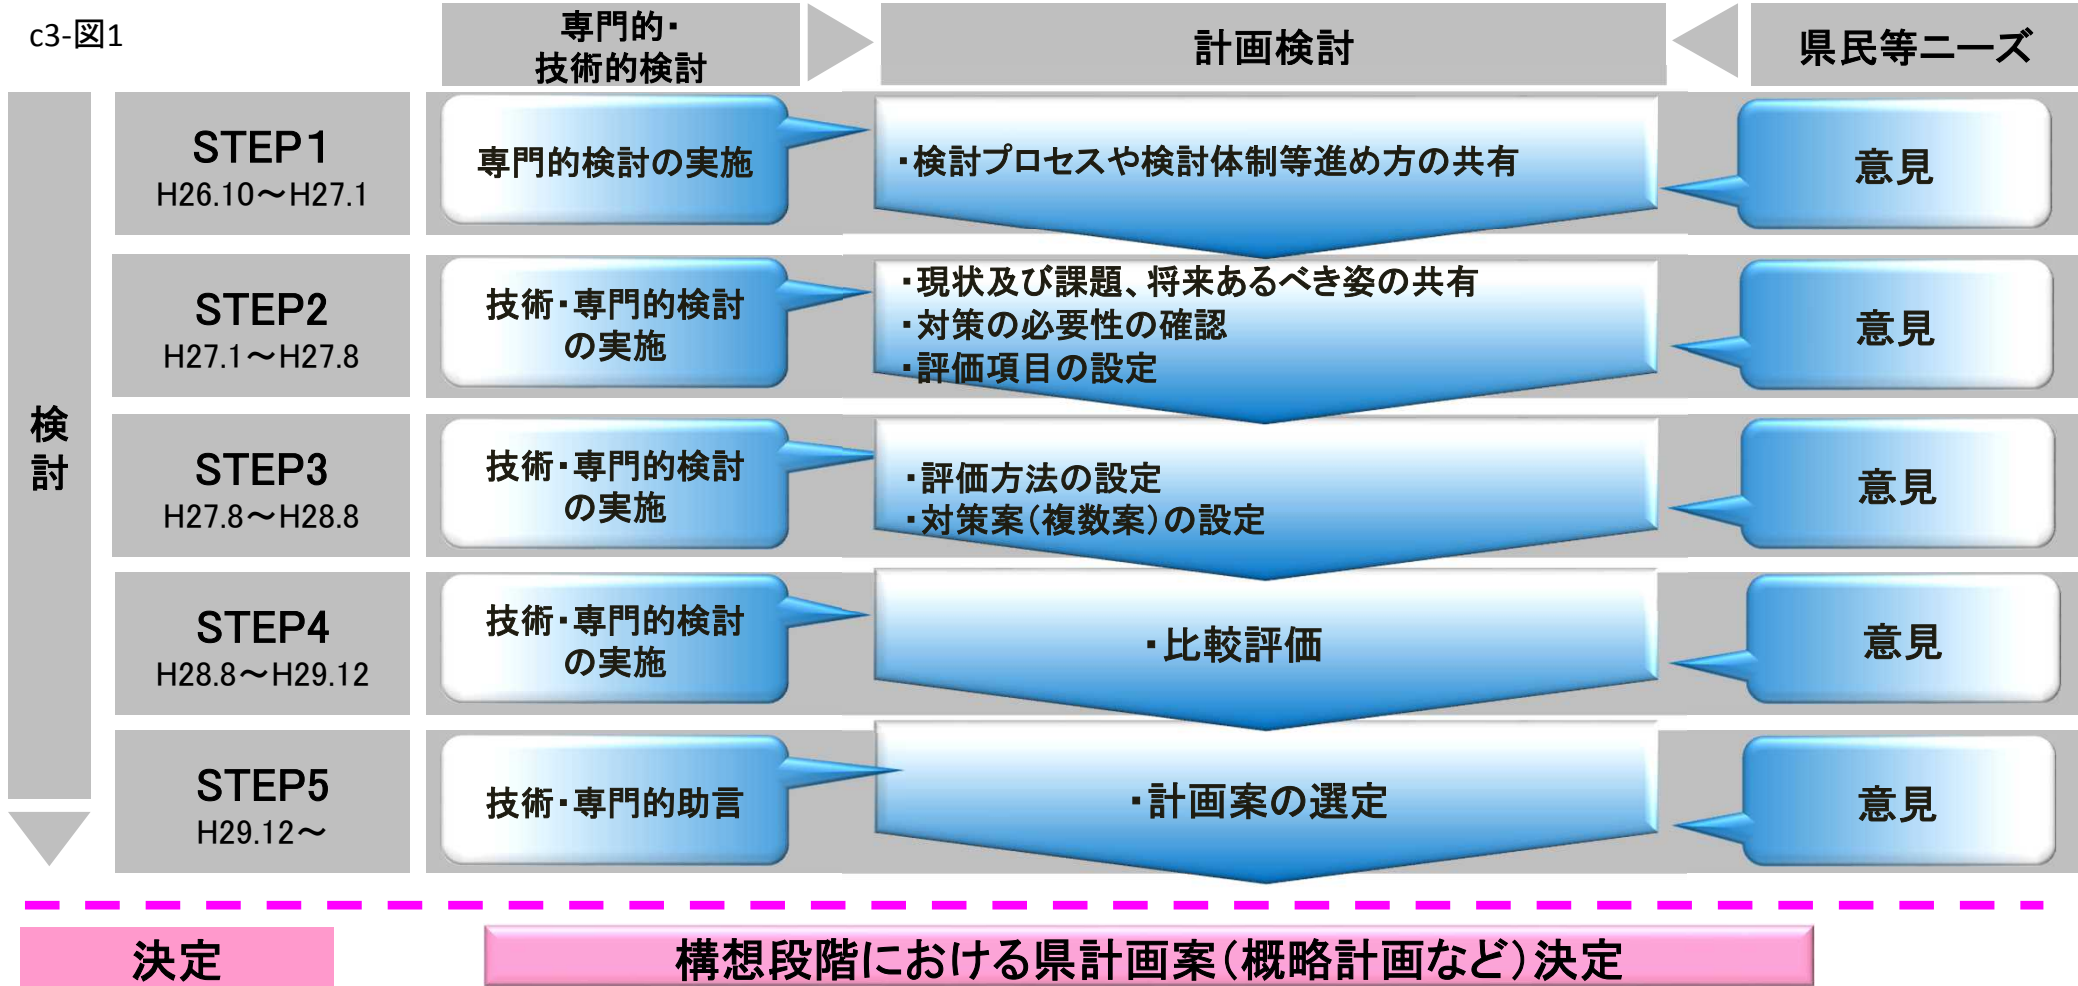 c3-図1
専門的・
技術的検討
計画検討
県民等ニーズ
検
討
STEP1
H26.10～H27.1
専門的検討の実施
・検討プロセスや検討体制等進め方の共有
意見
STEP2
H27.1～H27.8
技術・専門的検討
の実施
・現状及び課題、将来あるべき姿の共有
・対策の必要性の確認
・評価項目の設定
意見
STEP3
H27.8～H28.8
技術・専門的検討
の実施
・評価方法の設定
・対策案（複数案）の設定
意見
STEP4
H28.8～H29.12
技術・専門的検討
の実施
・比較評価
意見
STEP5
H29.12～
技術・専門的助言
・計画案の選定
意見
決定
構想段階における県計画案（概略計画など）決定